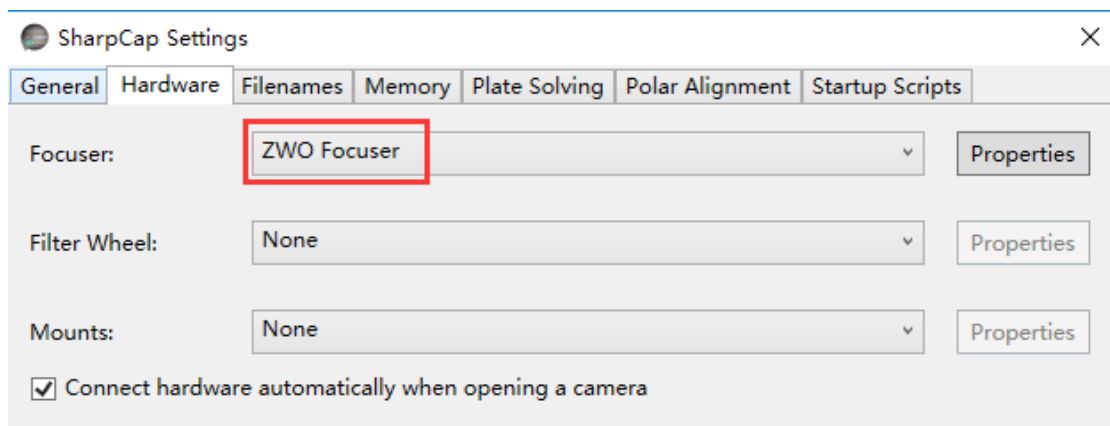 SharpCap Settings
General Hardware Filenames Memory Plate Solving Polar Alignment Startup Scripts
Focuser: ZWO Focuser Properties
Filter Wheel: None Properties
Mounts: None Properties
Connect hardware automatically when opening a camera